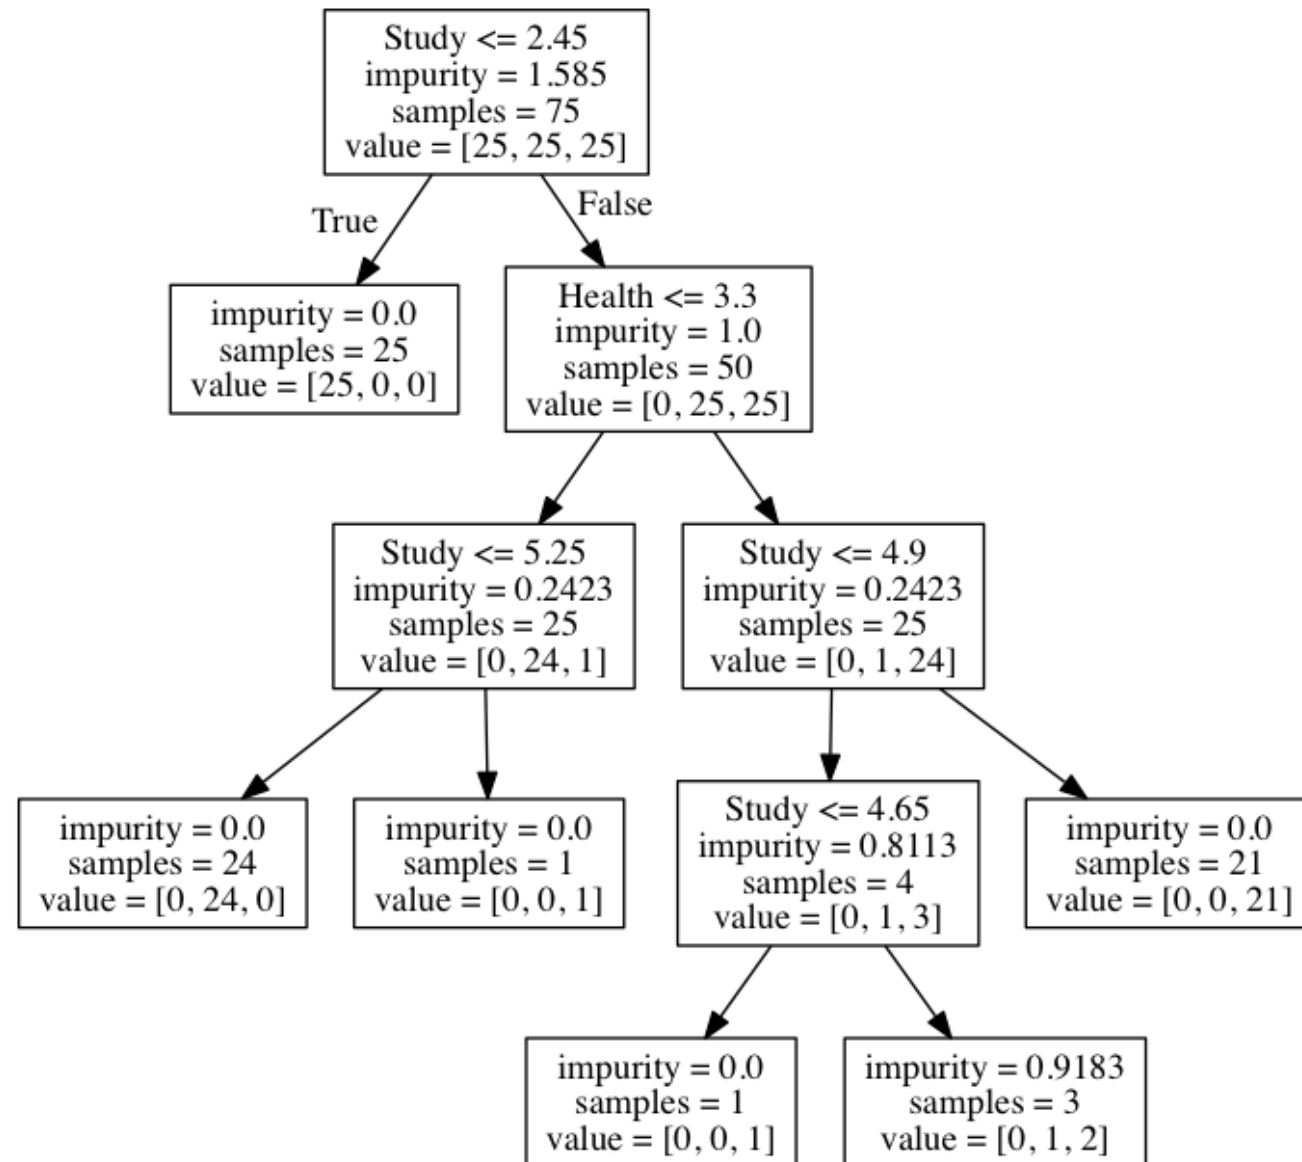 Study <= 2.45
impurity = 1.585
samples = 75
value = [25, 25, 25]
True
False
impurity = 0.0
samples = 25
value = [25, 0, 0]
Health <= 3.3
impurity = 1.0
samples = 50
value = [0, 25, 25]
Study <= 5.25
impurity = 0.2423
samples = 25
value = [0, 24, 1]
Study <= 4.9
impurity = 0.2423
samples = 25
value = [0, 1, 24]
impurity = 0.0
samples = 24
value = [0, 24, 0]
impurity = 0.0
samples = 1
value = [0, 0, 1]
Study <= 4.65
impurity = 0.8113
samples = 4
value = [0, 1, 3]
impurity = 0.0
samples = 21
value = [0, 0, 21]
impurity = 0.0
samples = 1
value = [0, 0, 1]
impurity = 0.9183
samples = 3
value = [0, 1, 2]